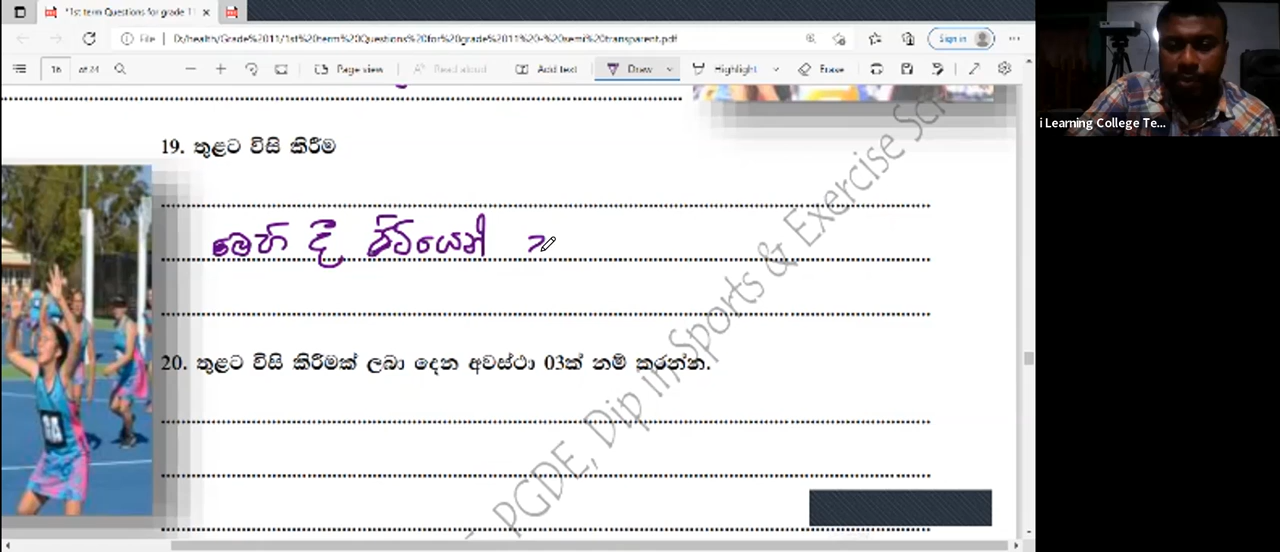 *1st term Questions for grade 11
File D:/health/Grade%2011/1st%20term%20Questions%20for%20grade%2011%20-%20semi%20transparent.pdf Sign in
16 of 24 Page view Read aloud Add text Draw Highlight Erase
i Learning College Te...
19. තුළට විසි කිරීම
මෙහි දී පිටියෙන්
20. තුළට විසි කිරීමක් ලබා දෙන අවස්ථා 03ක් නම් කරන්න.
PGDE, Dip in Sports & Exercise